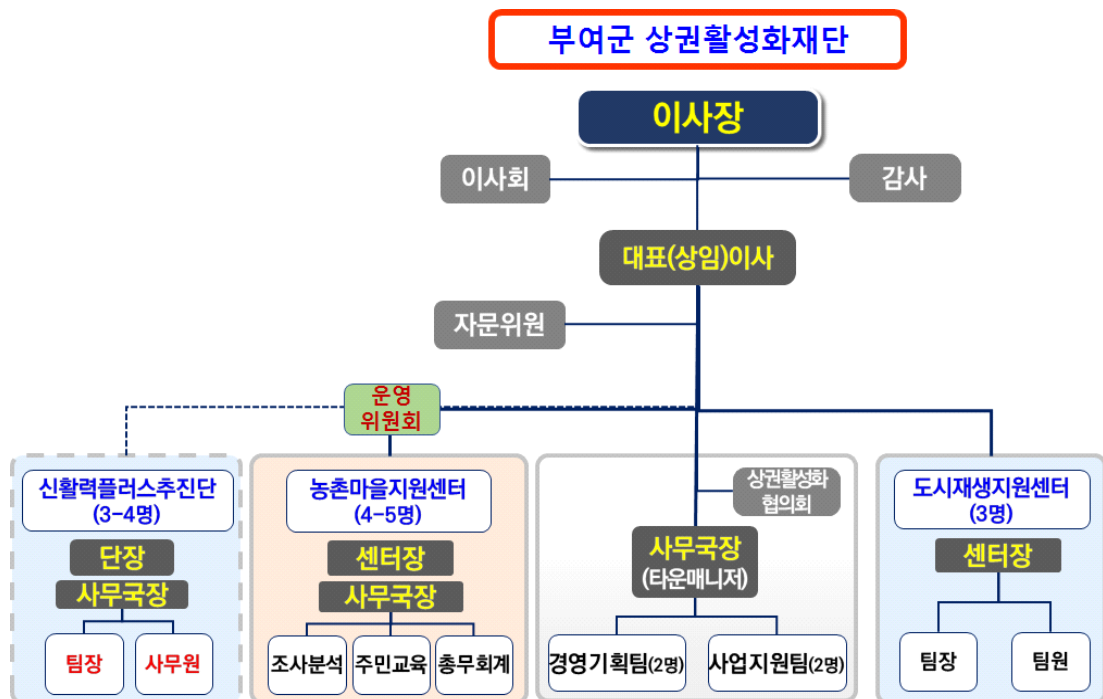 부여군 상권활성화재단
이사장
이사회
감사
대표(상임)이사
자문위원
운영
위원회
신활력플러스추진단
(3-4명)
단장
사무국장
팀장
사무원
농촌마을지원센터
(4-5명)
센터장
사무국장
조사분석
주민교육
총무회계
상권활성화
협의회
사무국장
(타운매니저)
경영기획팀(2명)
사업지원팀(2명)
도시재생지원센터
(3명)
센터장
팀장
팀원